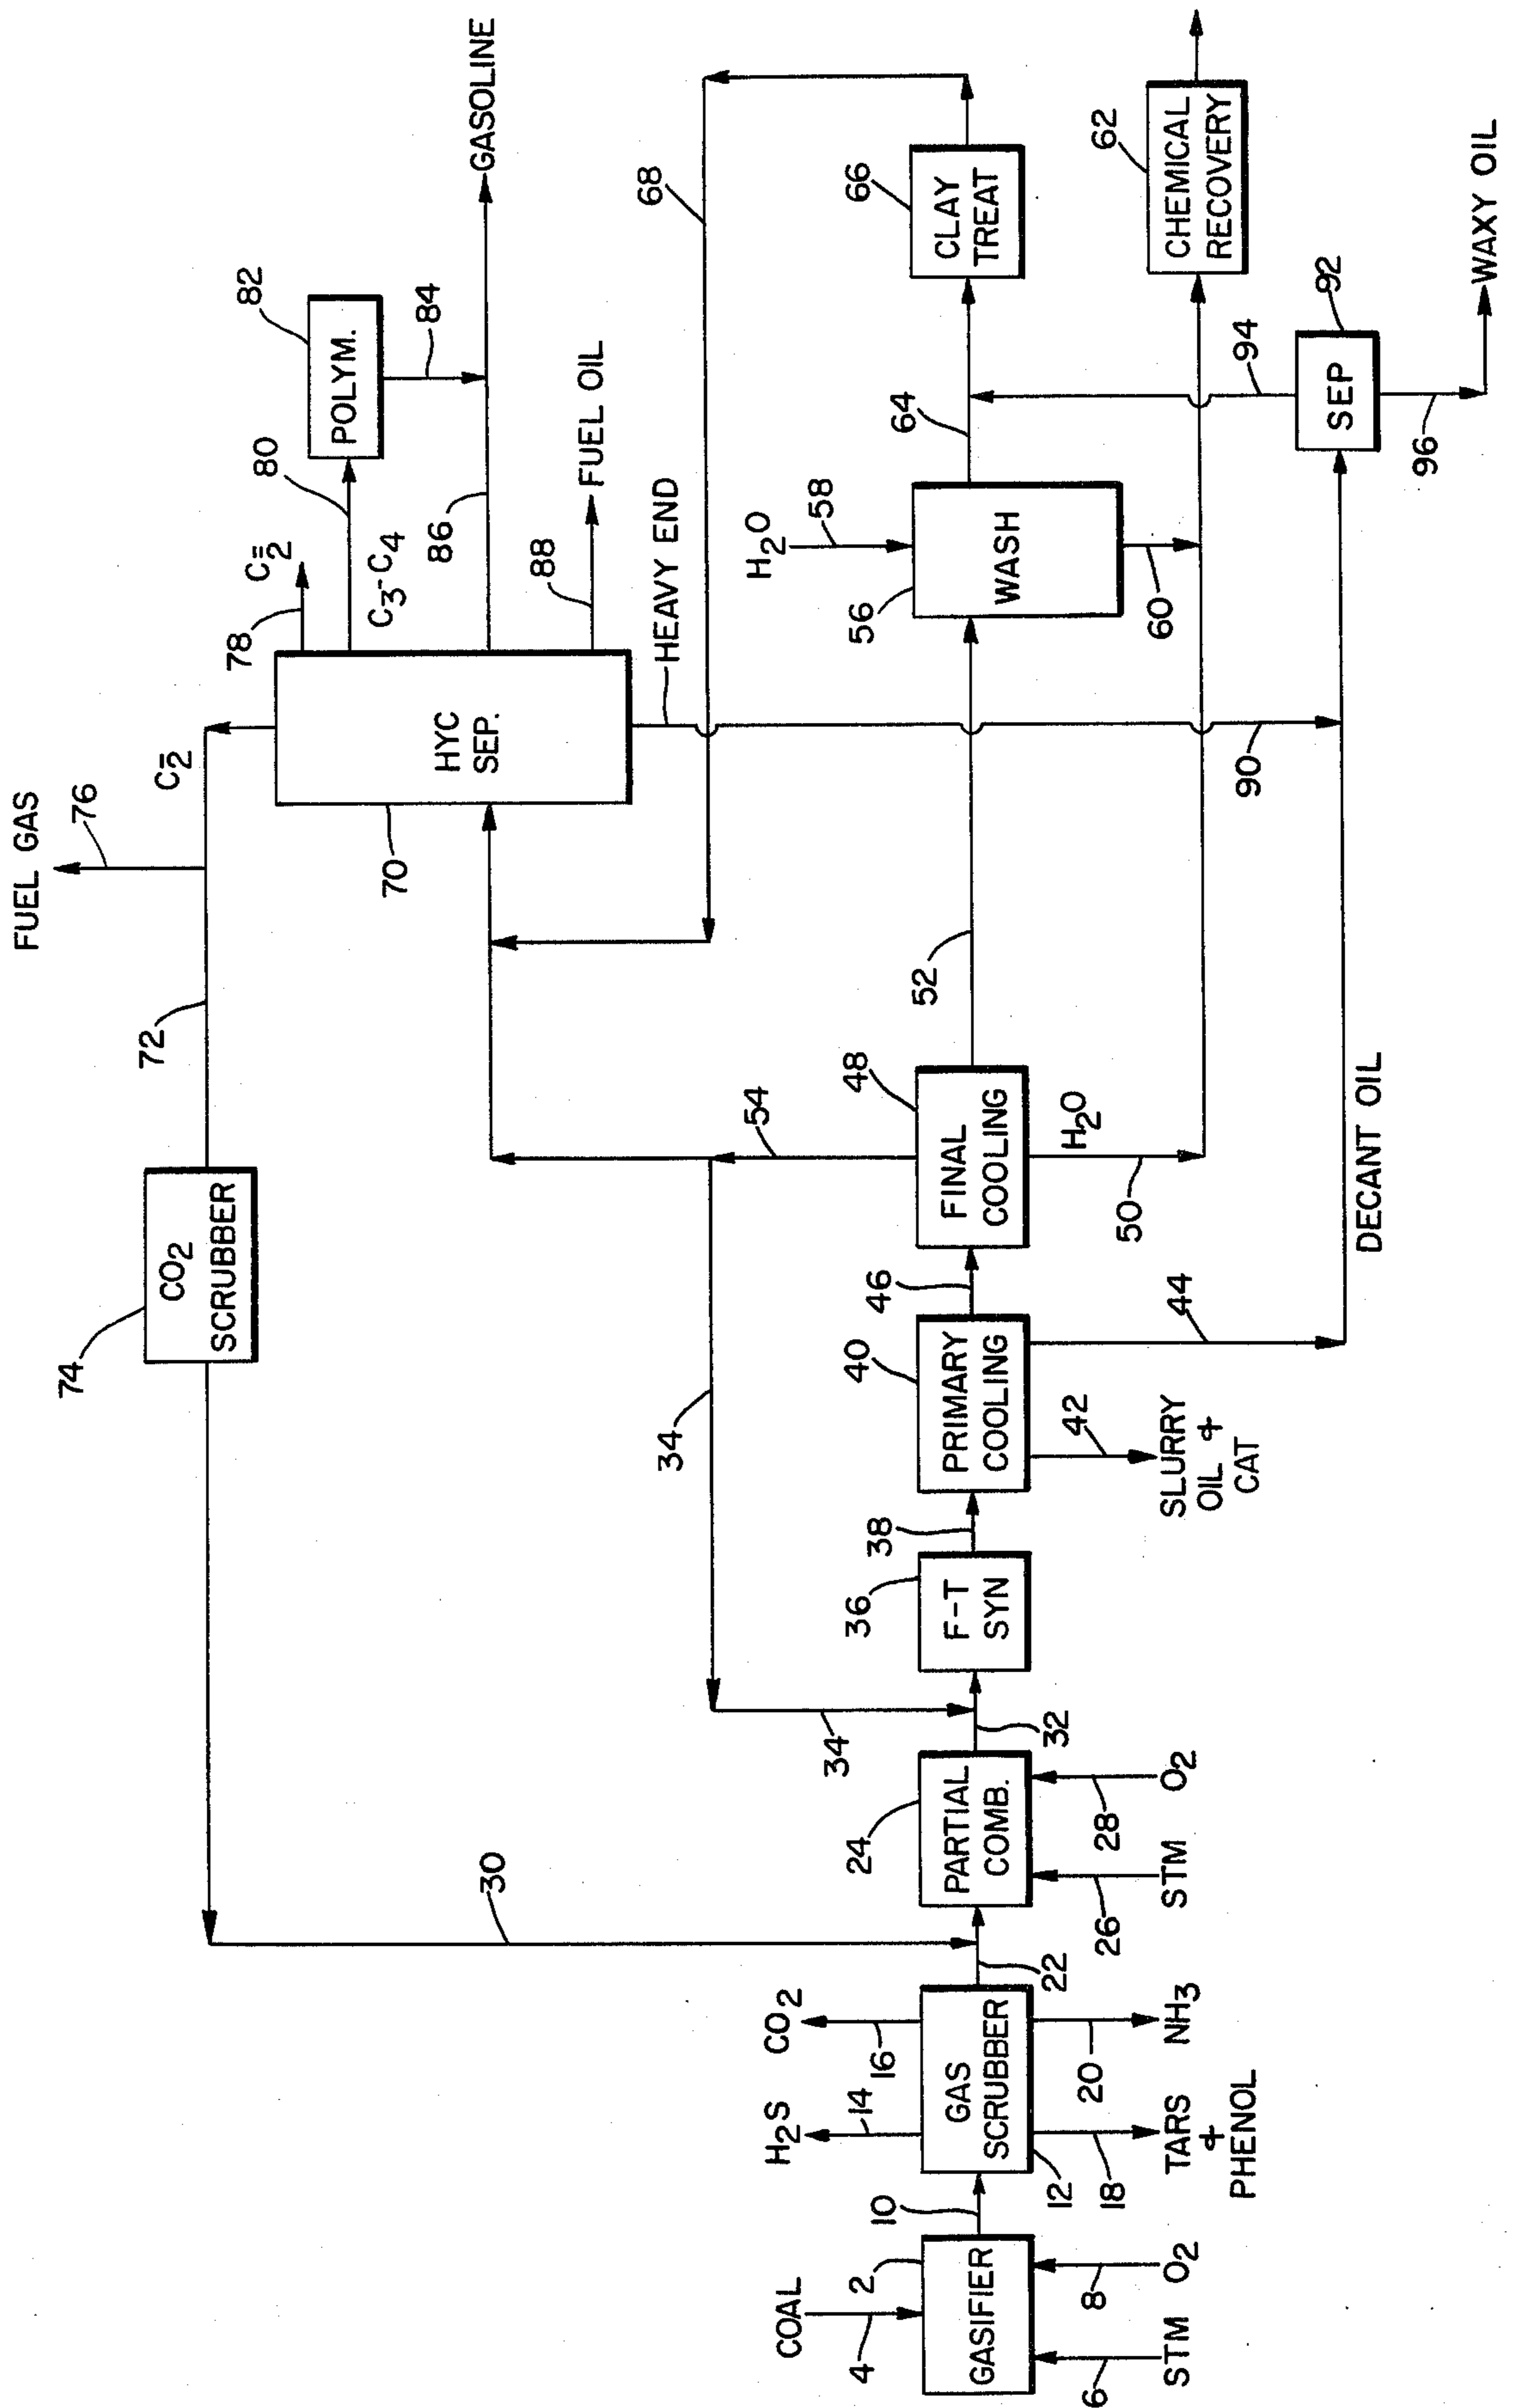 FUEL GAS
76
72
74
CO2
SCRUBBER
C=2
30
70
HYC
SEP.
78
C=2
80
C3-C4
82
POLYM.
84
86
GASOLINE
88
FUEL OIL
HEAVY END
68
34
34
54
COAL
4
2
GASIFIER
6
STM
8
O2
10
12
GAS
SCRUBBER
H2S
14
CO2
16
18
TARS
&
PHENOL
20
NH3
22
24
PARTIAL
COMB.
26
STM
28
O2
32
36
F-T
SYN
38
40
PRIMARY
COOLING
42
SLURRY
OIL &
CAT
44
46
48
FINAL
COOLING
H2O
50
DECANT OIL
52
H2O
58
56
WASH
60
64
66
CLAY
TREAT
62
CHEMICAL
RECOVERY
90
92
SEP
94
96
WAXY OIL